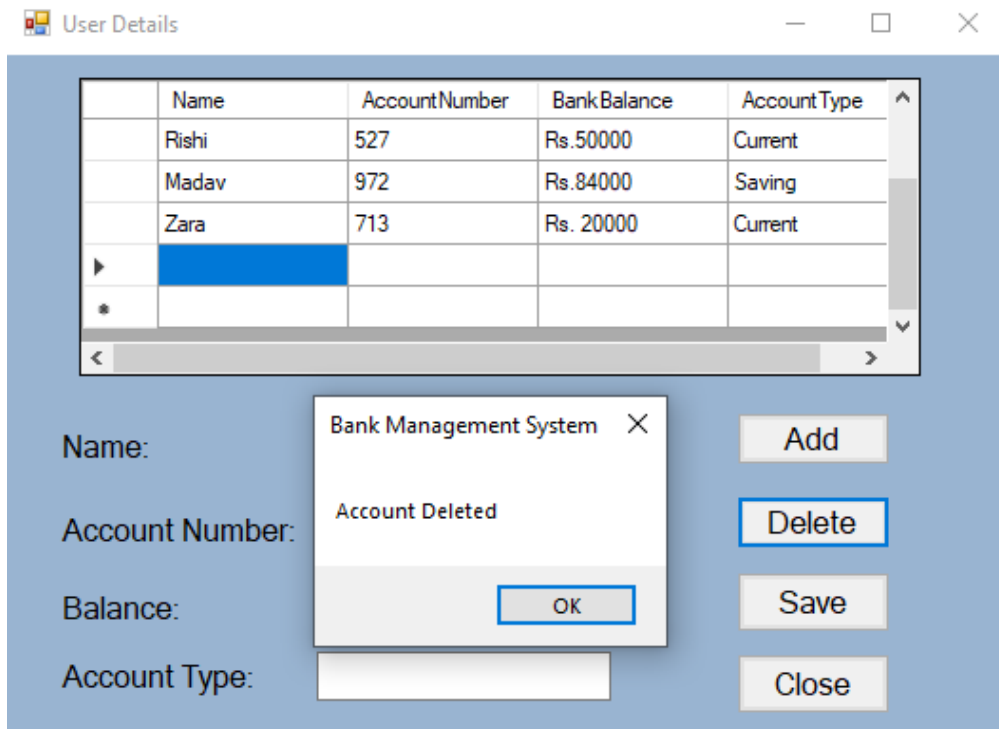 User Details
Name AccountNumber BankBalance AccountType
Rishi 527 Rs.50000 Current
Madav 972 Rs.84000 Saving
Zara 713 Rs. 20000 Current
Bank Management System
Account Deleted
OK
Name:
Account Number:
Balance:
Account Type:
Add
Delete
Save
Close